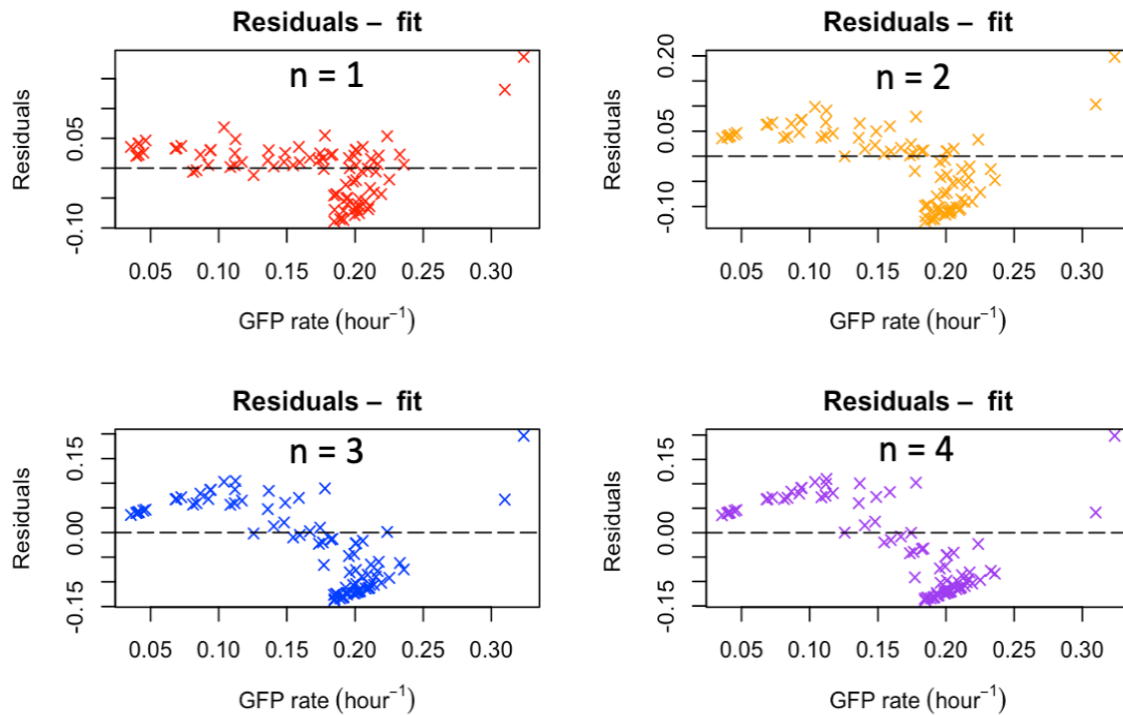 Residuals – fit
n = 1
Residuals
0.05
-0.10
0.05 0.10 0.15 0.20 0.25 0.30
GFP rate (hour⁻¹)
Residuals – fit
n = 2
Residuals
0.20
0.05
-0.10
0.05 0.10 0.15 0.20 0.25 0.30
GFP rate (hour⁻¹)
Residuals – fit
n = 3
Residuals
0.15
0.00
-0.15
0.05 0.10 0.15 0.20 0.25 0.30
GFP rate (hour⁻¹)
Residuals – fit
n = 4
Residuals
0.15
0.00
-0.15
0.05 0.10 0.15 0.20 0.25 0.30
GFP rate (hour⁻¹)